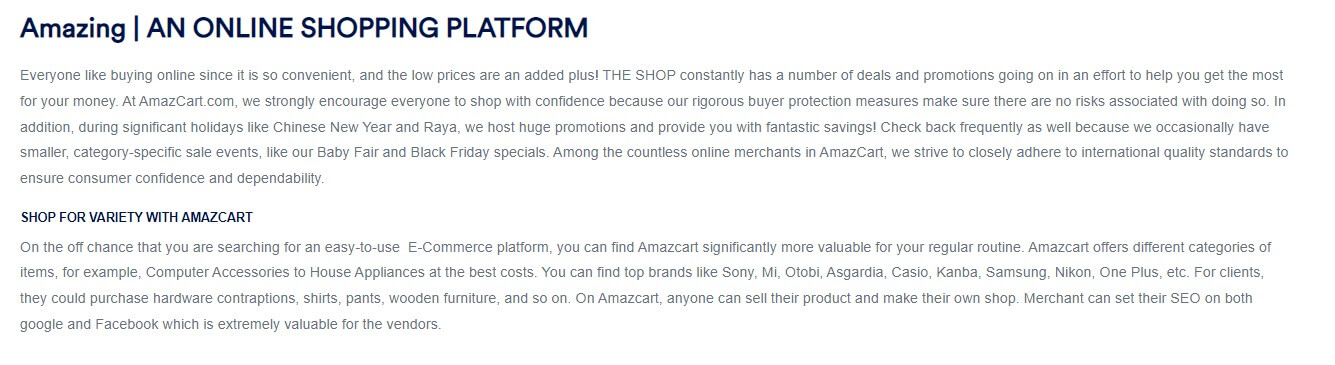 Amazing | AN ONLINE SHOPPING PLATFORM
Everyone like buying online since it is so convenient, and the low prices are an added plus! THE SHOP constantly has a number of deals and promotions going on in an effort to help you get the most
for your money. At AmazCart.com, we strongly encourage everyone to shop with confidence because our rigorous buyer protection measures make sure there are no risks associated with doing so. In
addition, during significant holidays like Chinese New Year and Raya, we host huge promotions and provide you with fantastic savings! Check back frequently as well because we occasionally have
smaller, category-specific sale events, like our Baby Fair and Black Friday specials. Among the countless online merchants in AmazCart, we strive to closely adhere to international quality standards to
ensure consumer confidence and dependability.
SHOP FOR VARIETY WITH AMAZCART
On the off chance that you are searching for an easy-to-use  E-Commerce platform, you can find Amazcart significantly more valuable for your regular routine. Amazcart offers different categories of
items, for example, Computer Accessories to House Appliances at the best costs. You can find top brands like Sony, Mi, Otobi, Asgardia, Casio, Kanba, Samsung, Nikon, One Plus, etc. For clients,
they could purchase hardware contraptions, shirts, pants, wooden furniture, and so on. On Amazcart, anyone can sell their product and make their own shop. Merchant can set their SEO on both
google and Facebook which is extremely valuable for the vendors.